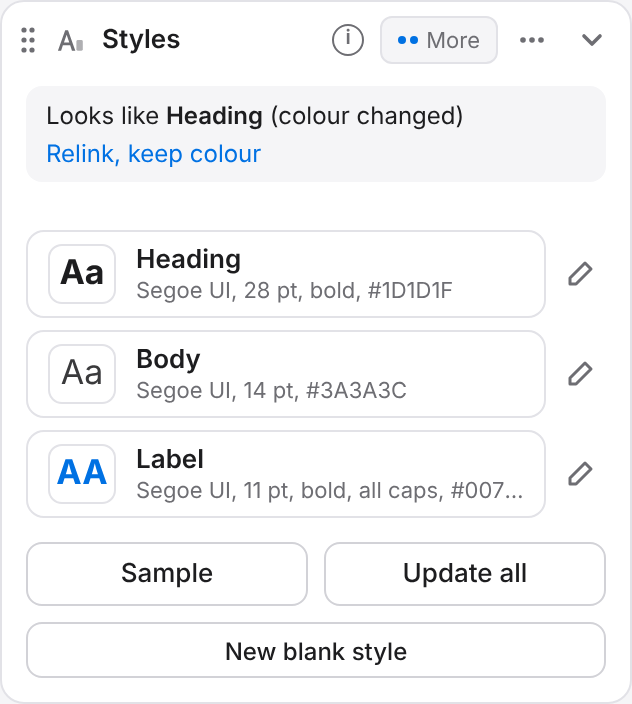 Styles
More
Looks like Heading (colour changed)
Relink, keep colour
Aa
Heading
Segoe UI, 28 pt, bold, #1D1D1F
Aa
Body
Segoe UI, 14 pt, #3A3A3C
AA
Label
Segoe UI, 11 pt, bold, all caps, #007...
Sample
Update all
New blank style